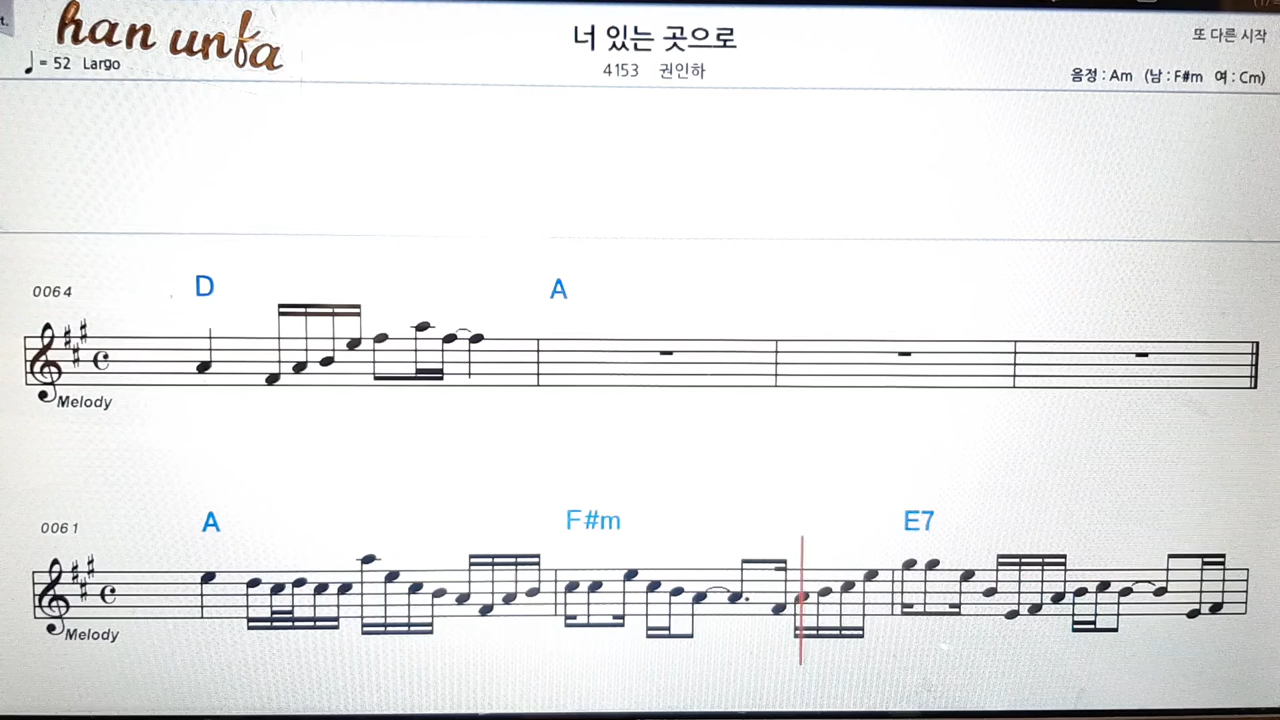 t.
han unfa
♩= 52 Largo
너 있는 곳으로
4153 권인하
또 다른 시작
음정 : Am (남 : F#m 여 : Cm)
0064
D
A
Melody
0061
A
F#m
E7
Melody